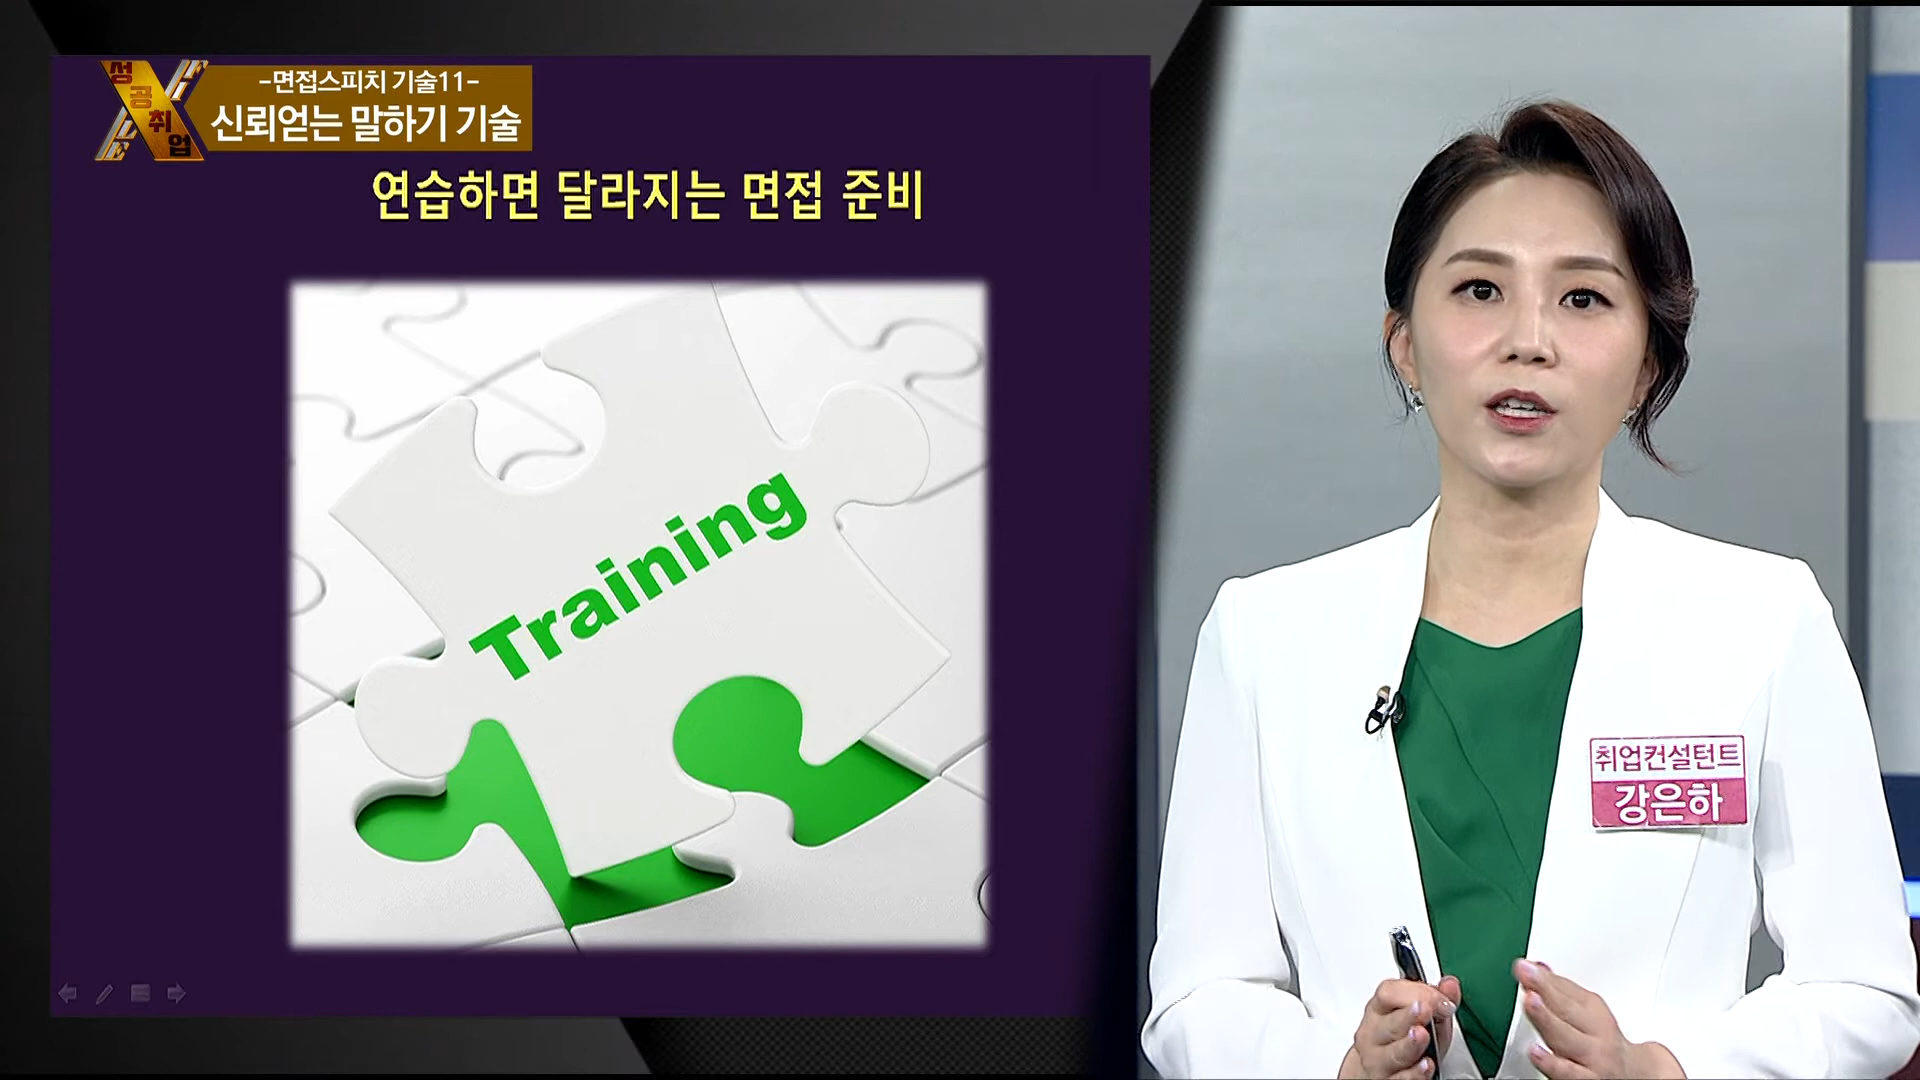 성공취업
-면접스피치 기술11-
신뢰얻는 말하기 기술
연습하면 달라지는 면접 준비
Training
취업컨설턴트
강은하